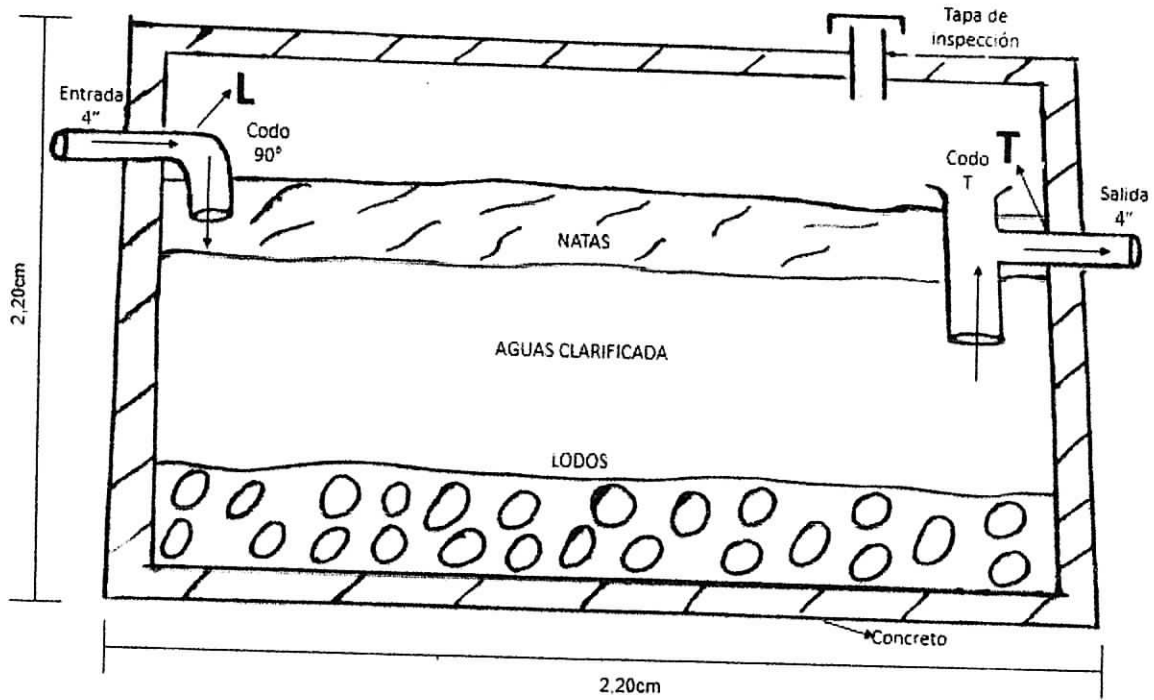 Tapa de
inspección
Entrada
4"
L
Codo
90°
Codo
T
T
Salida
4"
NATAS
2,20cm
AGUAS CLARIFICADA
LODOS
Concreto
2,20cm